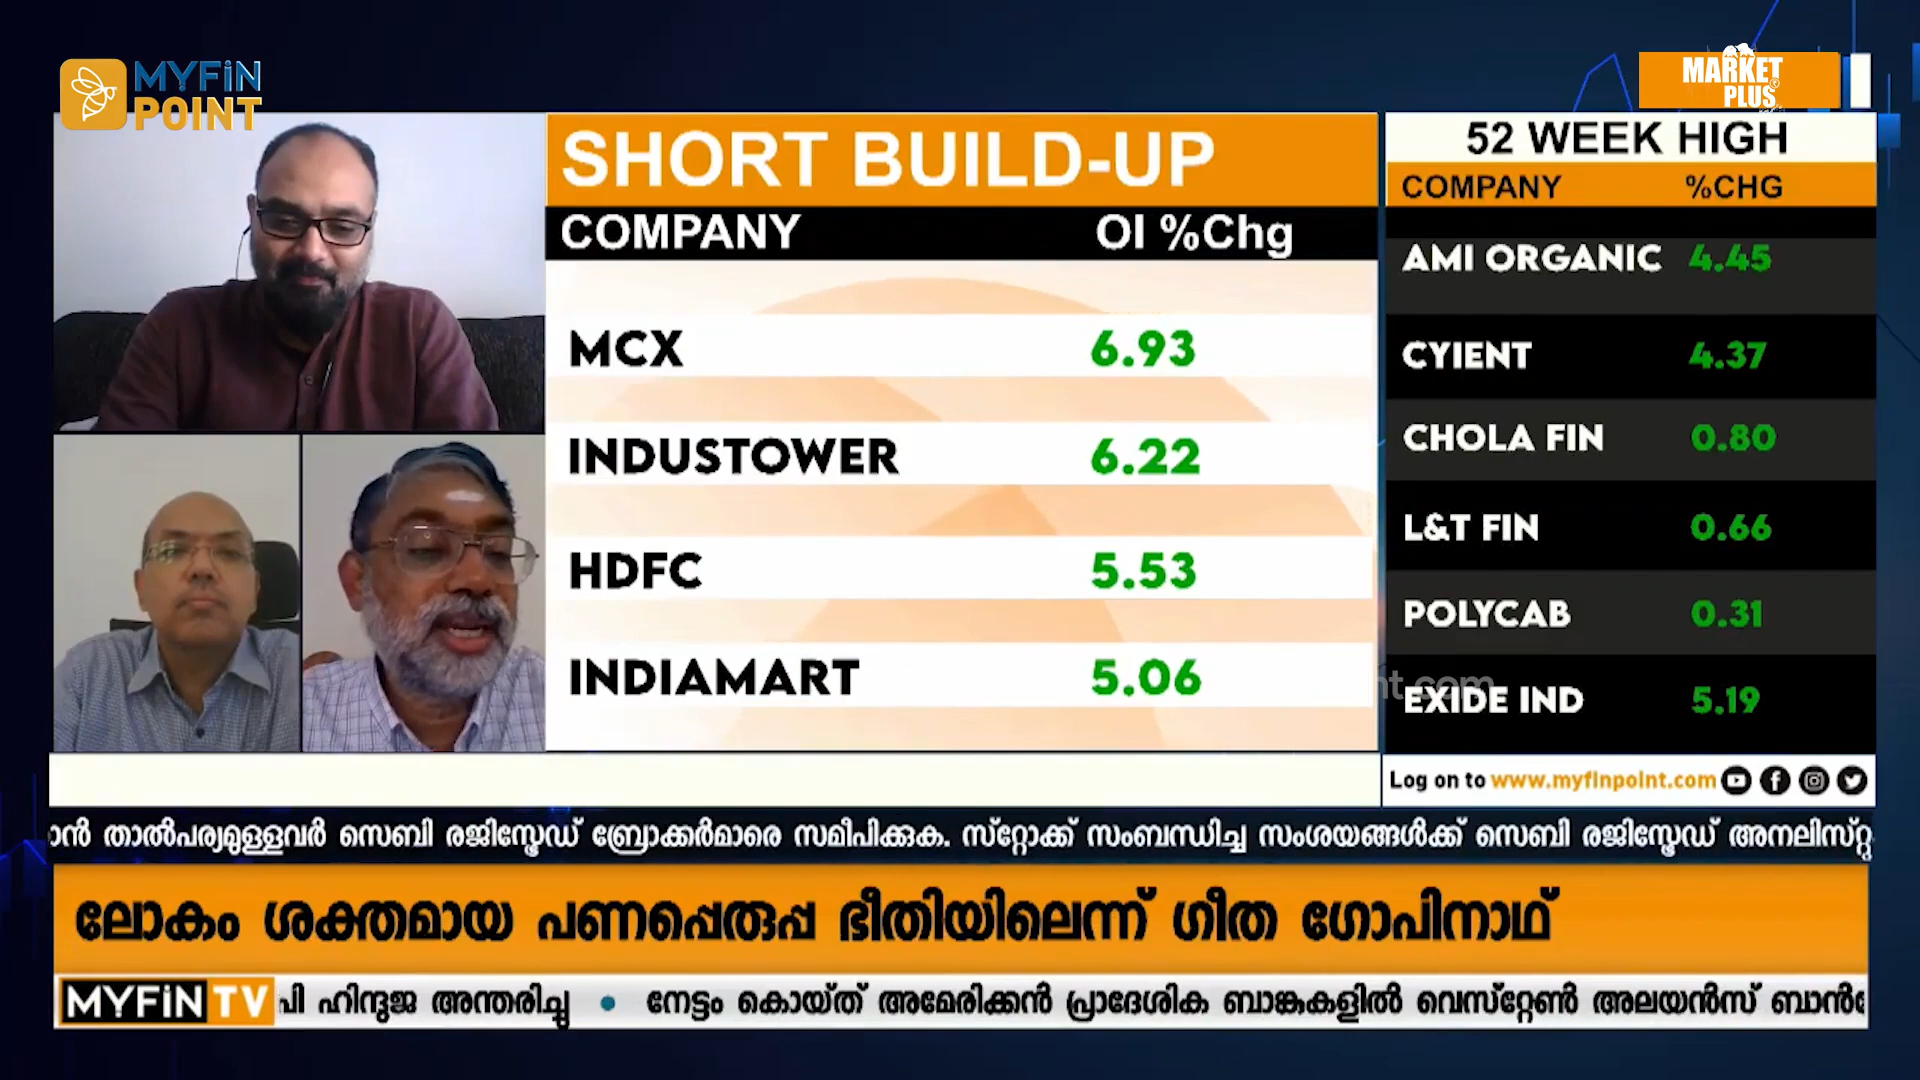 MYFiN
POINT
MARKET
PLUS
SHORT BUILD-UP
COMPANY OI %Chg
MCX 6.93
INDUSTOWER 6.22
HDFC 5.53
INDIAMART 5.06
52 WEEK HIGH
COMPANY %CHG
AMI ORGANIC 4.45
CYIENT 4.37
CHOLA FIN 0.80
L&T FIN 0.66
POLYCAB 0.31
EXIDE IND 5.19
Log on to www.myfinpoint.com
താൽപര്യമുള്ളവർ സെബി രജിസ്ട്രേഡ് ബ്രോക്കർമാരെ സമീപിക്കുക. സ്റ്റോക്ക് സംബന്ധിച്ച സംശയങ്ങൾക്ക് സെബി രജിസ്ട്രേഡ്
ലോകം ശക്തമായ പണപ്പെരുപ്പ ഭീതിയിലെന്ന് ഗീത ഗോപിനാഥ്
MYFiN TV പി ഹിന്ദുജ അന്തരിച്ചു • നേട്ടം കൊയ്ത് അമേരിക്കൻ പ്രാദേശിക ബാങ്കുകളിൽ വെസ്റ്റേൺ അലയൻസ്